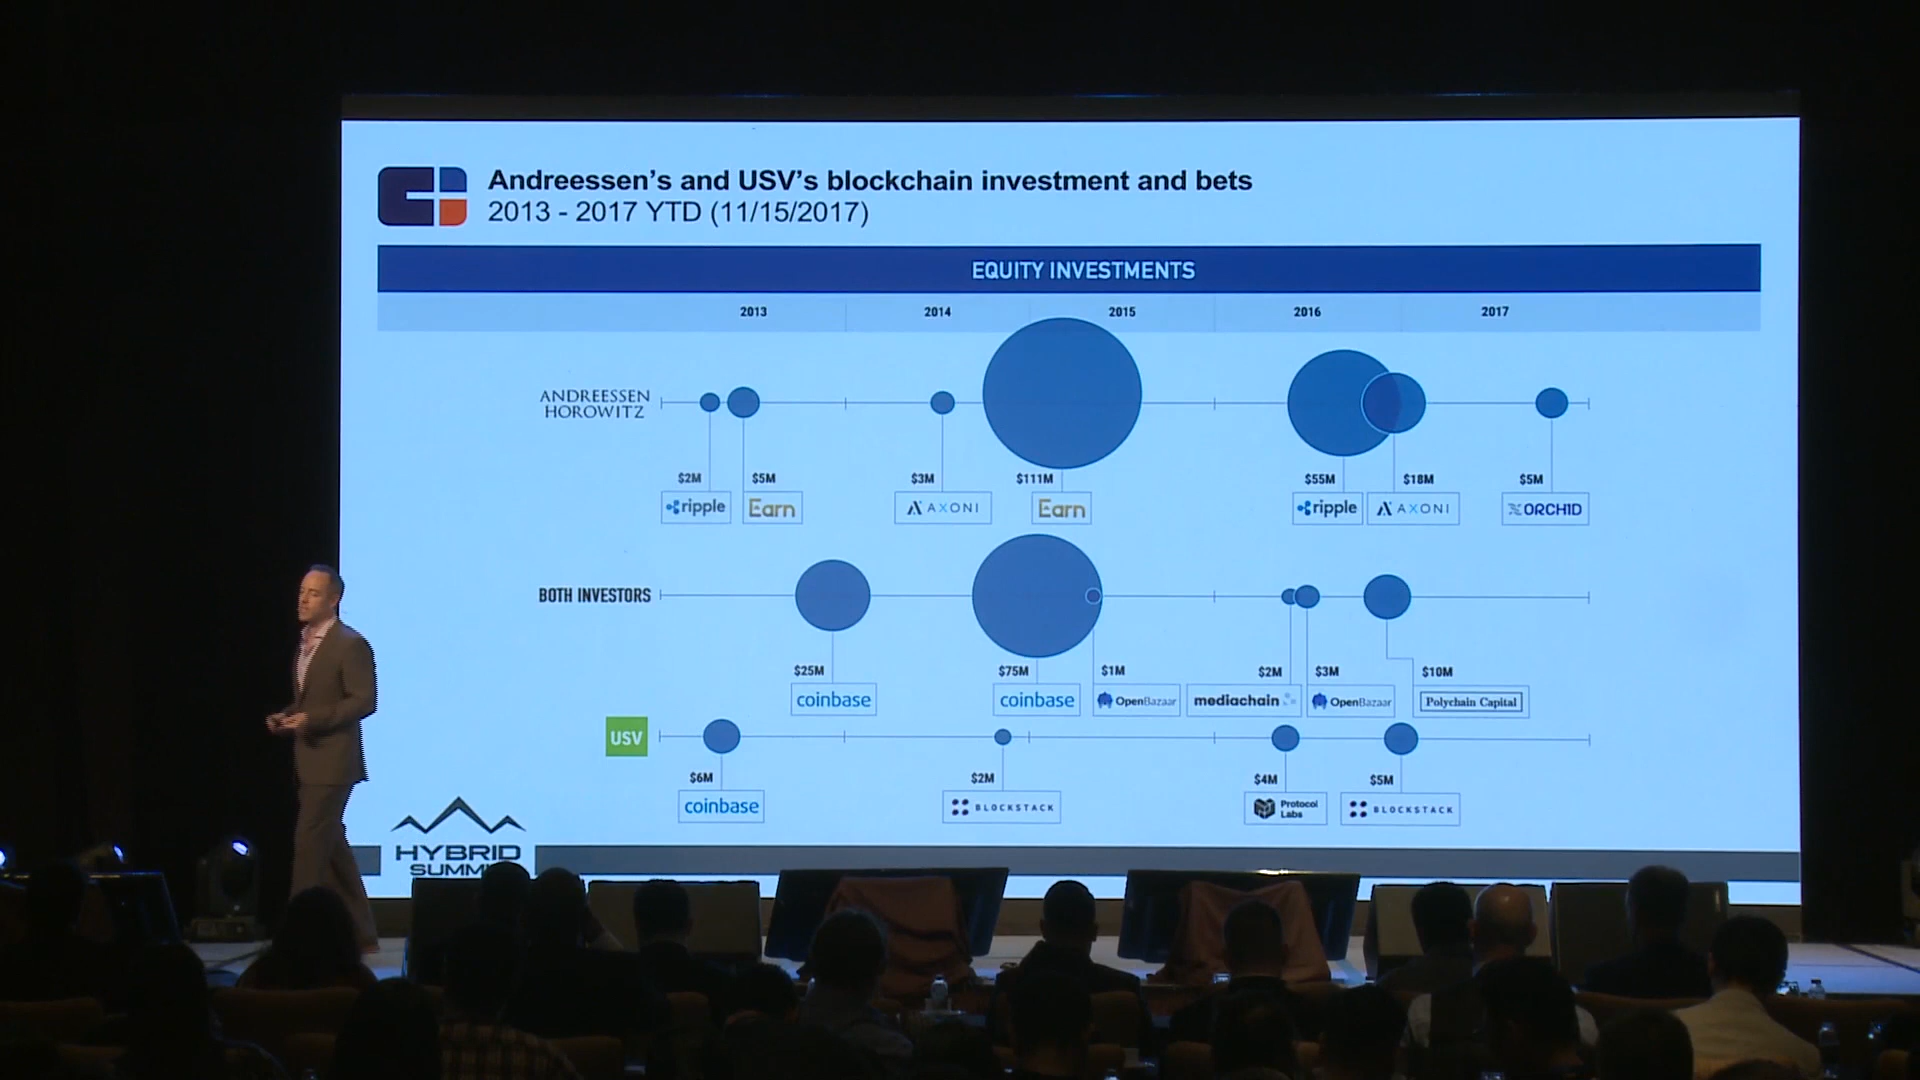 Andreessen’s and USV’s blockchain investment and bets
2013 - 2017 YTD (11/15/2017)
EQUITY INVESTMENTS
2013 2014 2015 2016 2017
ANDREESSEN
HOROWITZ
$2M $5M $3M $111M $55M $18M $5M
ripple Earn AXONI Earn ripple AXONI ORCHID
BOTH INVESTORS
$25M $75M $1M $2M $3M $10M
coinbase coinbase OpenBazaar mediachain OpenBazaar Polychain Capital
USV
$6M $2M $4M $5M
coinbase BLOCKSTACK Protocol Labs BLOCKSTACK
HYBRID